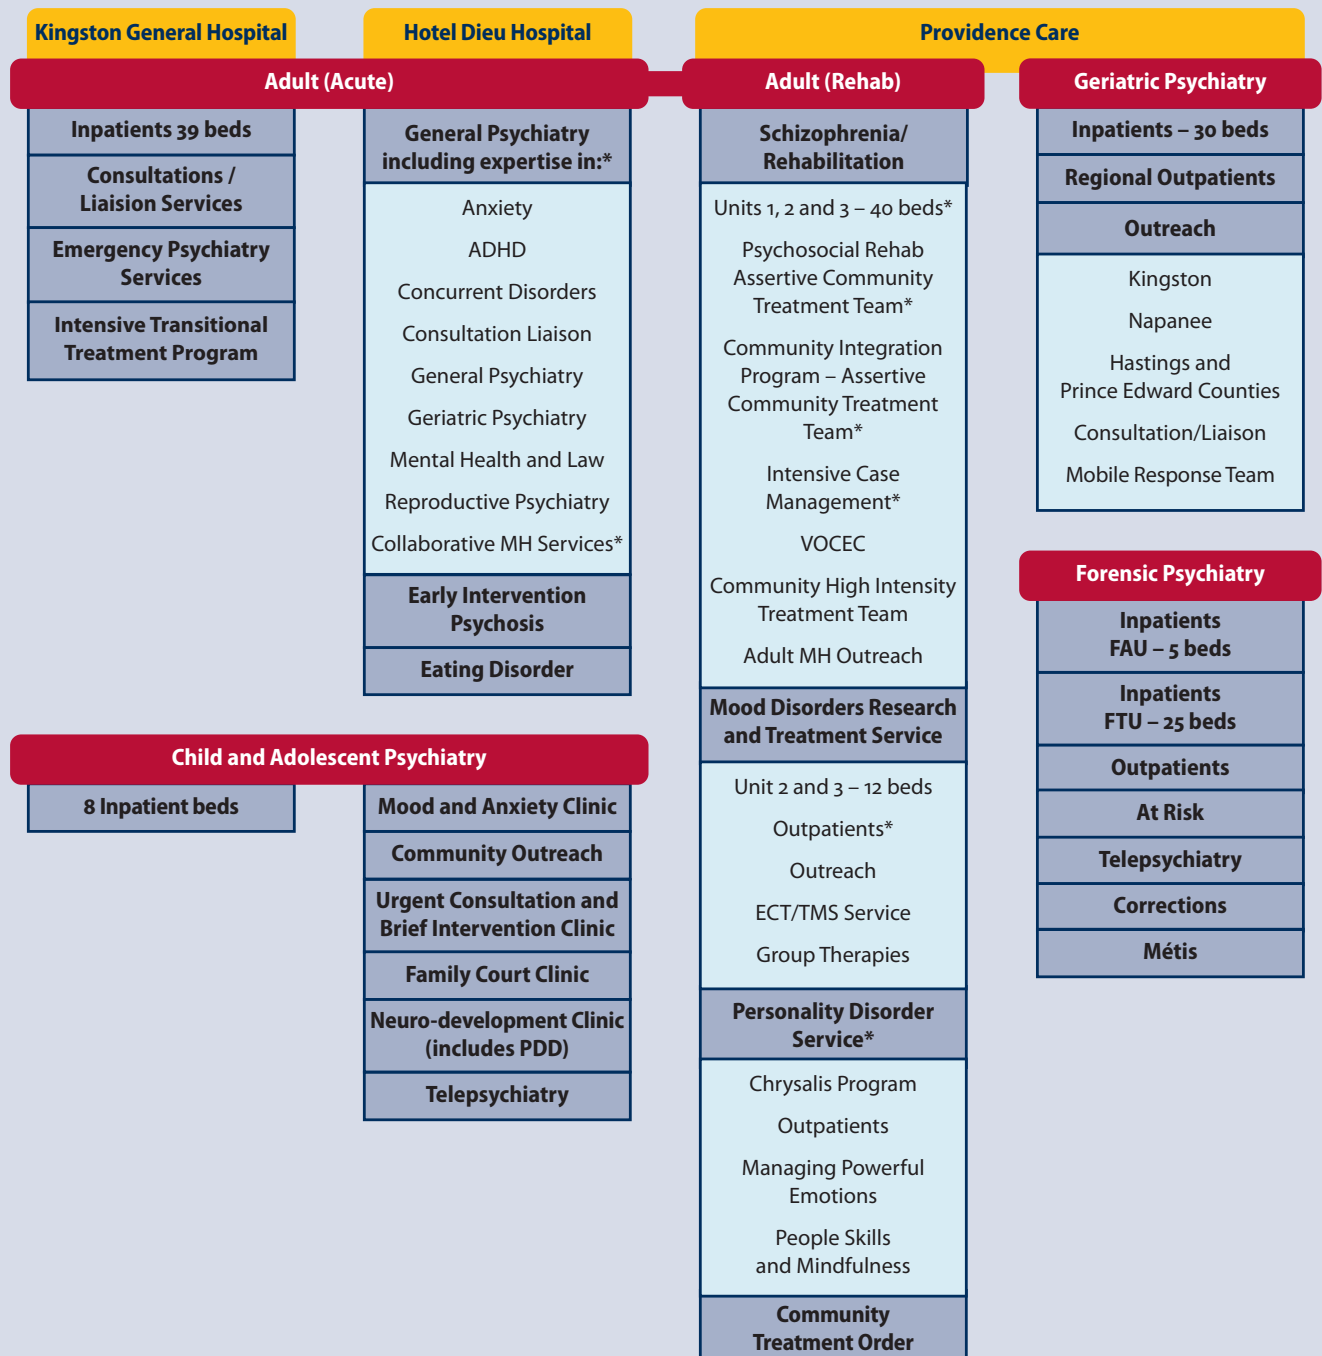 Kingston General Hospital
Hotel Dieu Hospital
Providence Care
Adult (Acute)
Adult (Rehab)
Geriatric Psychiatry
Inpatients 39 beds
Consultations /
Liaision Services
Emergency Psychiatry
Services
Intensive Transitional
Treatment Program
General Psychiatry
including expertise in:*
Anxiety
ADHD
Concurrent Disorders
Consultation Liaison
General Psychiatry
Geriatric Psychiatry
Mental Health and Law
Reproductive Psychiatry
Collaborative MH Services*
Early Intervention
Psychosis
Eating Disorder
Schizophrenia/
Rehabilitation
Units 1, 2 and 3 – 40 beds*
Psychosocial Rehab
Assertive Community
Treatment Team*
Community Integration
Program – Assertive
Community Treatment
Team*
Intensive Case
Management*
VOCEC
Community High Intensity
Treatment Team
Adult MH Outreach
Mood Disorders Research
and Treatment Service
Unit 2 and 3 – 12 beds
Outpatients*
Outreach
ECT/TMS Service
Group Therapies
Personality Disorder
Service*
Chrysalis Program
Outpatients
Managing Powerful
Emotions
People Skills
and Mindfulness
Community
Treatment Order
Inpatients – 30 beds
Regional Outpatients
Outreach
Kingston
Napanee
Hastings and
Prince Edward Counties
Consultation/Liaison
Mobile Response Team
Forensic Psychiatry
Inpatients
FAU – 5 beds
Inpatients
FTU – 25 beds
Outpatients
At Risk
Telepsychiatry
Corrections
Métis
Child and Adolescent Psychiatry
8 Inpatient beds
Mood and Anxiety Clinic
Community Outreach
Urgent Consultation and
Brief Intervention Clinic
Family Court Clinic
Neuro-development Clinic
(includes PDD)
Telepsychiatry